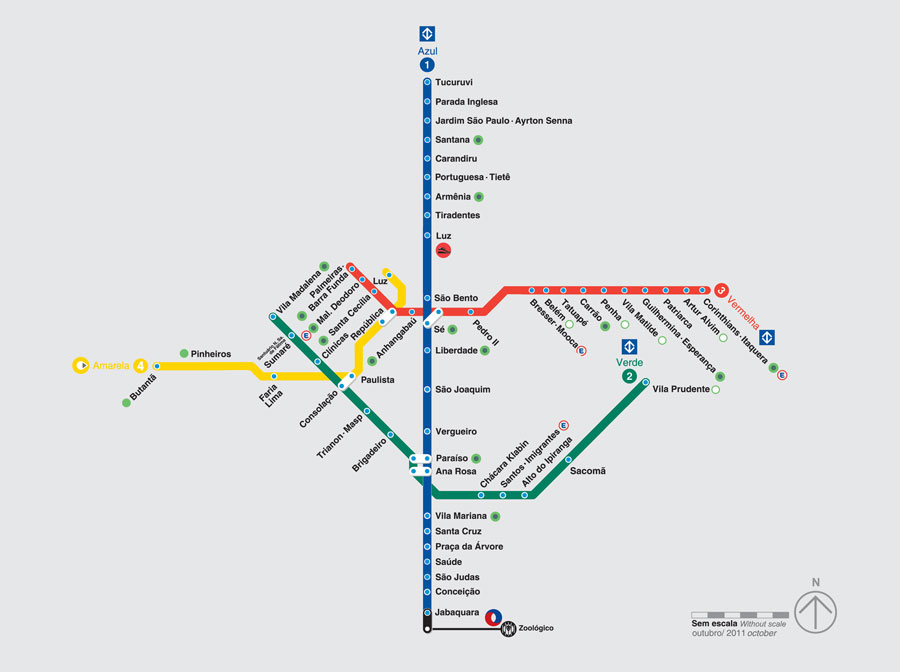 Azul
1
Tucuruvi
Parada Inglesa
Jardim São Paulo · Ayrton Senna
Santana
Carandiru
Portuguesa · Tietê
Armênia
Tiradentes
Luz
São Bento
Sé
Liberdade
São Joaquim
Vergueiro
Paraíso
Ana Rosa
Vila Mariana
Santa Cruz
Praça da Árvore
Saúde
São Judas
Conceição
Jabaquara
Zoológico
Palmeiras-
Barra Funda
Mal. Deodoro
Santa Cecília
República
Anhangabaú
Pedro II
Bresser · Mooca
E
Belém
Tatuapé
Carrão
Penha
Vila Matilde
Guilhermina · Esperança
Patriarca
Artur Alvim
Corinthians · Itaquera
E
3
Vermelha
Luz
Paulista
Faria
Lima
Pinheiros
Butantã
Amarela
4
Vila Madalena
Sumaré
E
Clínicas
Consolação
Trianon · Masp
Brigadeiro
Chácara Klabin
Santos · Imigrantes
E
Alto do Ipiranga
Sacomã
Vila Prudente
Verde
2
N
Sem escala Without scale
outubro/ 2011 october